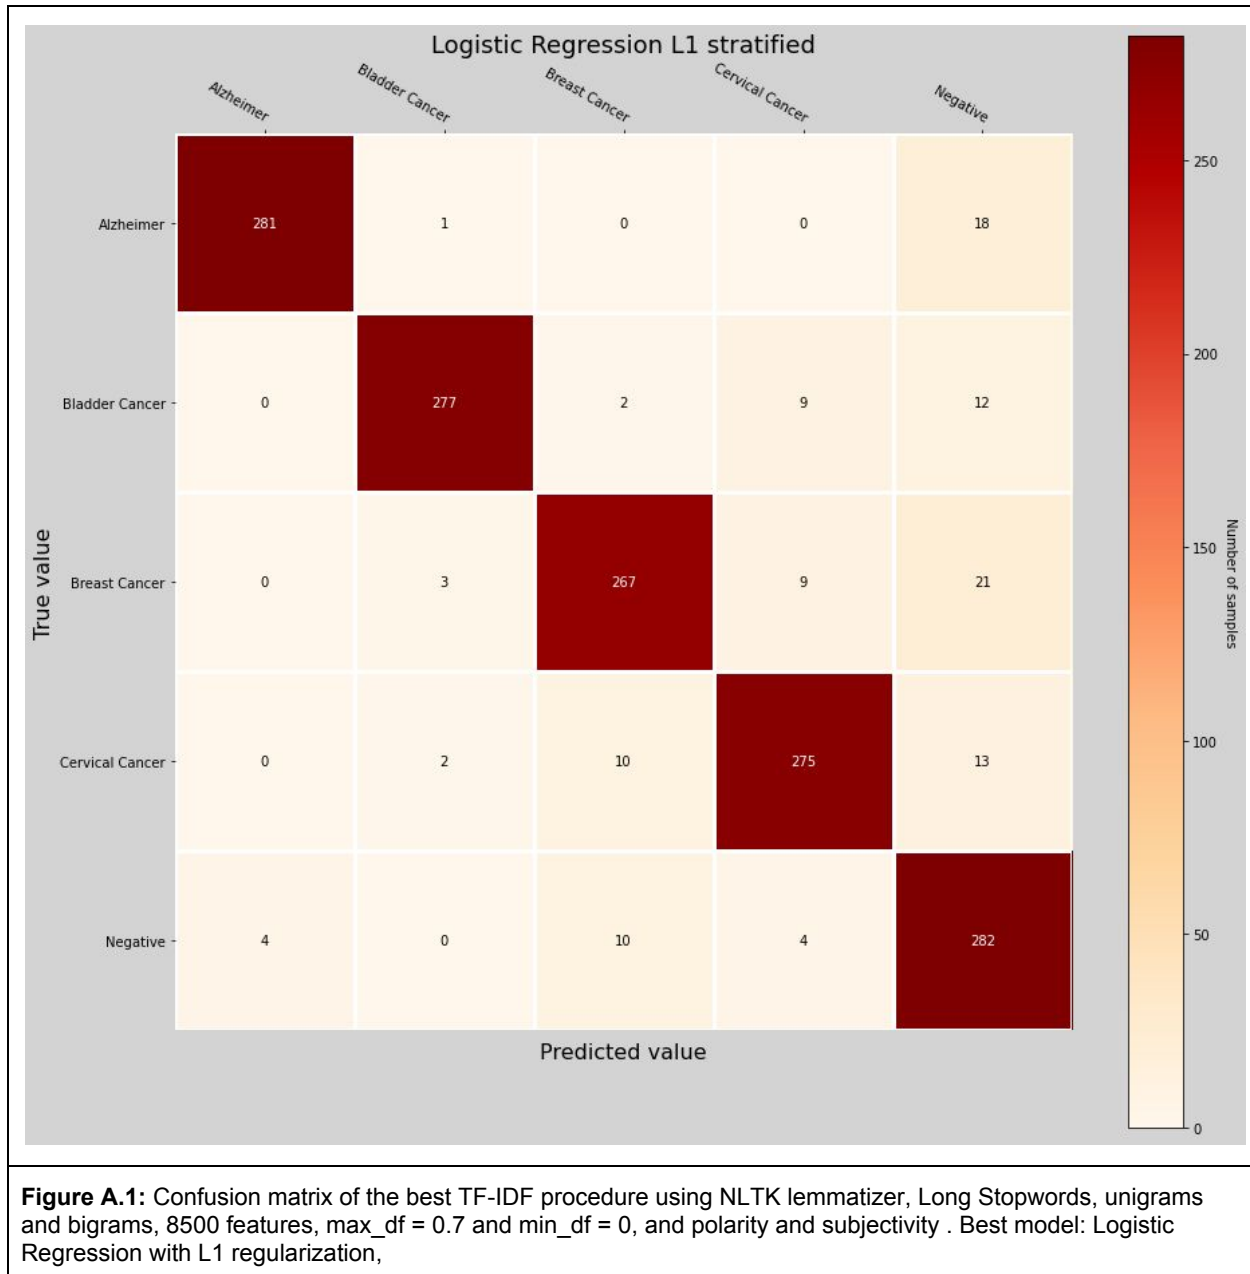 Logistic Regression L1 stratified
Alzheimer
Bladder Cancer
Breast Cancer
Cervical Cancer
Negative
Alzheimer 281 1 0 0 18
Bladder Cancer 0 277 2 9 12
Breast Cancer 0 3 267 9 21
Cervical Cancer 0 2 10 275 13
Negative 4 0 10 4 282
True value
Predicted value
250
200
150
100
50
0
Number of samples
Figure A.1: Confusion matrix of the best TF-IDF procedure using NLTK lemmatizer, Long Stopwords, unigrams
and bigrams, 8500 features, max_df = 0.7 and min_df = 0, and polarity and subjectivity . Best model: Logistic
Regression with L1 regularization,